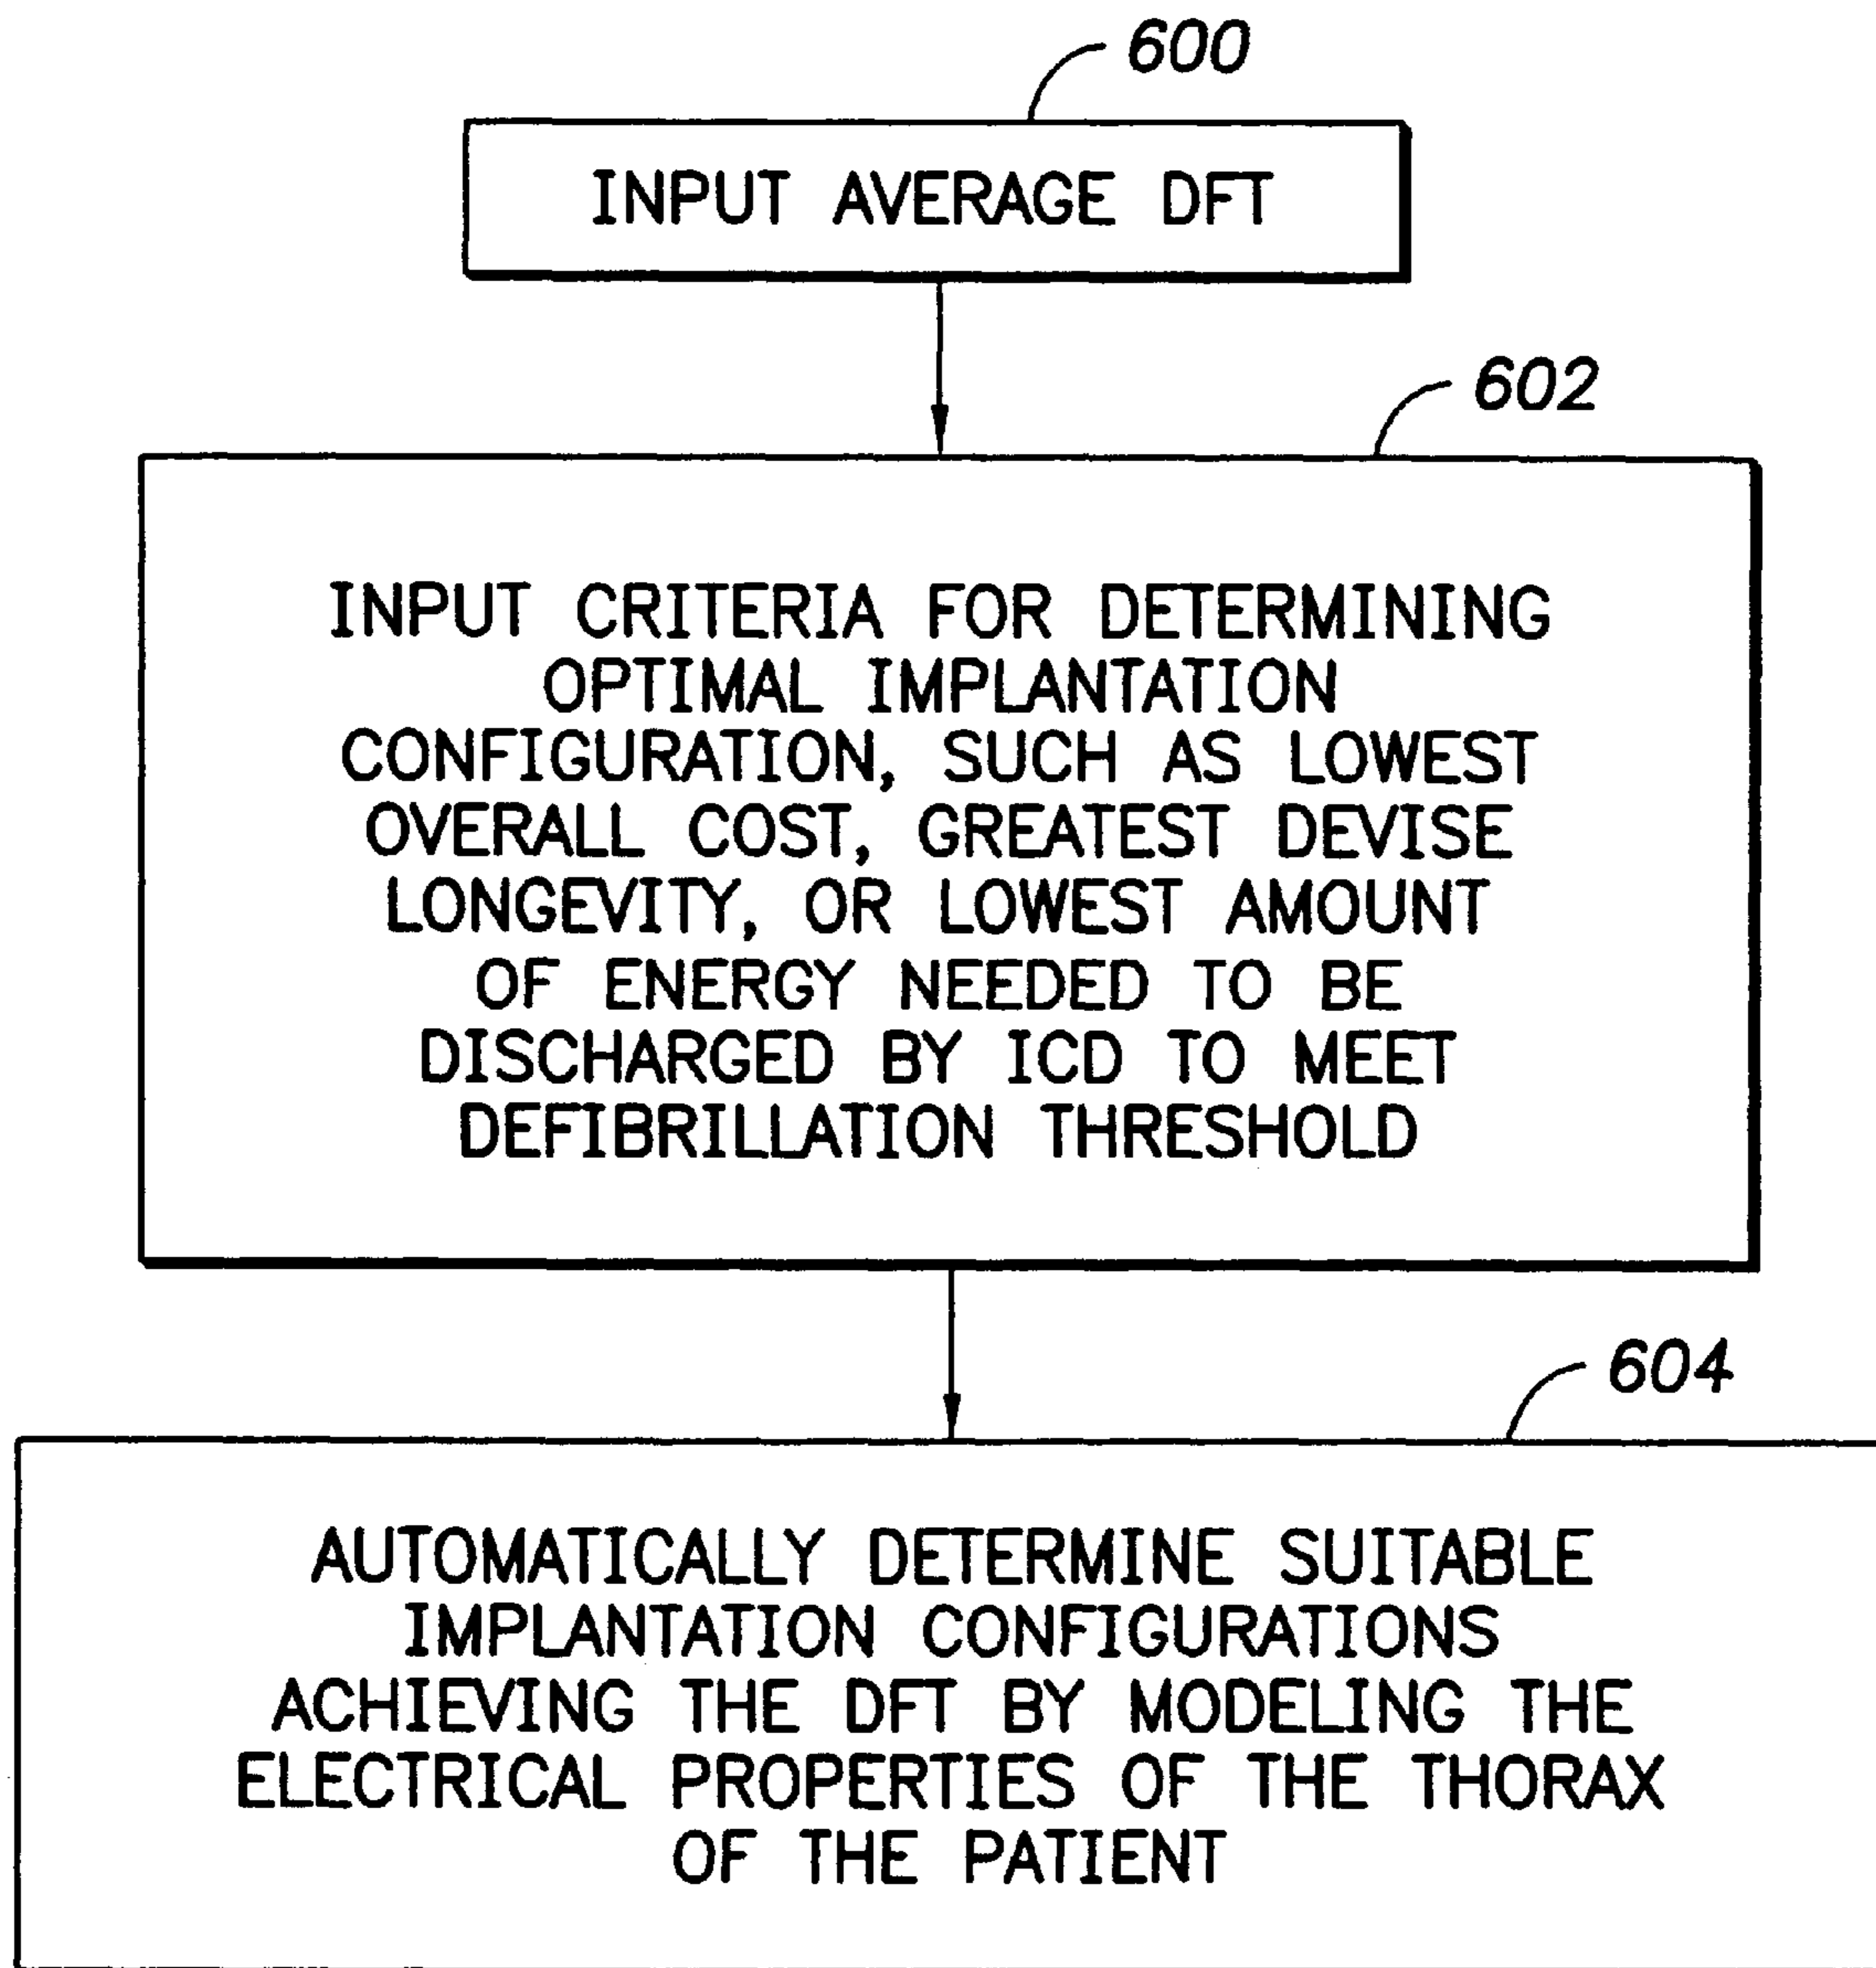 600
INPUT AVERAGE DFT
602
INPUT CRITERIA FOR DETERMINING
OPTIMAL IMPLANTATION
CONFIGURATION, SUCH AS LOWEST
OVERALL COST, GREATEST DEVISE
LONGEVITY, OR LOWEST AMOUNT
OF ENERGY NEEDED TO BE
DISCHARGED BY ICD TO MEET
DEFIBRILLATION THRESHOLD
604
AUTOMATICALLY DETERMINE SUITABLE
IMPLANTATION CONFIGURATIONS
ACHIEVING THE DFT BY MODELING THE
ELECTRICAL PROPERTIES OF THE THORAX
OF THE PATIENT